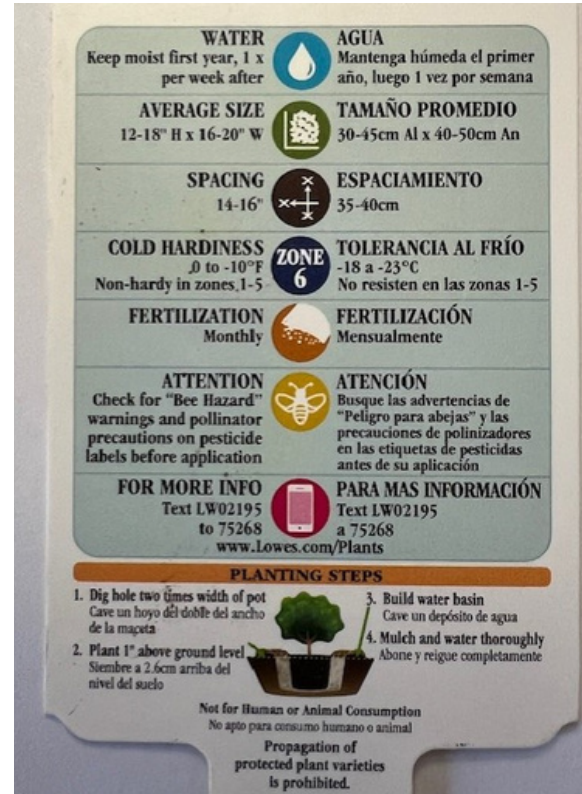 WATER
Keep moist first year, 1 x
per week after
AGUA
Mantenga húmeda el primer
año, luego 1 vez por semana
AVERAGE SIZE
12-18" H x 16-20" W
TAMAÑO PROMEDIO
30-45cm Al x 40-50cm An
SPACING
14-16"
ESPACIAMIENTO
35-40cm
COLD HARDINESS
0 to -10°F
Non-hardy in zones 1-5
ZONE
6
TOLERANCIA AL FRÍO
-18 a -23°C
No resisten en las zonas 1-5
FERTILIZATION
Monthly
FERTILIZACIÓN
Mensualmente
ATTENTION
Check for "Bee Hazard"
warnings and pollinator
precautions on pesticide
labels before application
ATENCIÓN
Busque las advertencias de
"Peligro para abejas" y las
precauciones de polinizadores
en las etiquetas de pesticidas
antes de su aplicación
FOR MORE INFO
Text LW02195
to 75268
PARA MAS INFORMACIÓN
Text LW02195
a 75268
www.Lowes.com/Plants
PLANTING STEPS
1. Dig hole two times width of pot
Cave un hoyo del doble del ancho
de la maceta
2. Plant 1" above ground level
Siembre a 2.6cm arriba del
nivel del suelo
3. Build water basin
Cave un depósito de agua
4. Mulch and water thoroughly
Abone y reigue completamente
Not for Human or Animal Consumption
No apto para consumo humano o animal
Propagation of
protected plant varieties
is prohibited.